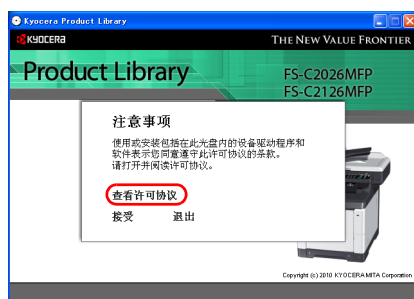 Kyocera Product Library
KYOCERA
THE NEW VALUE FRONTIER
Product Library
FS-C2026MFP
FS-C2126MFP
注意事项
使用或安装包括在此光盘内的设备驱动程序和
软件表示您同意遵守此许可协议的条款。
请打开并阅读许可协议。
查看许可协议
接受 退出
Copyright (c) 2010 KYOCERA MITA Corporation